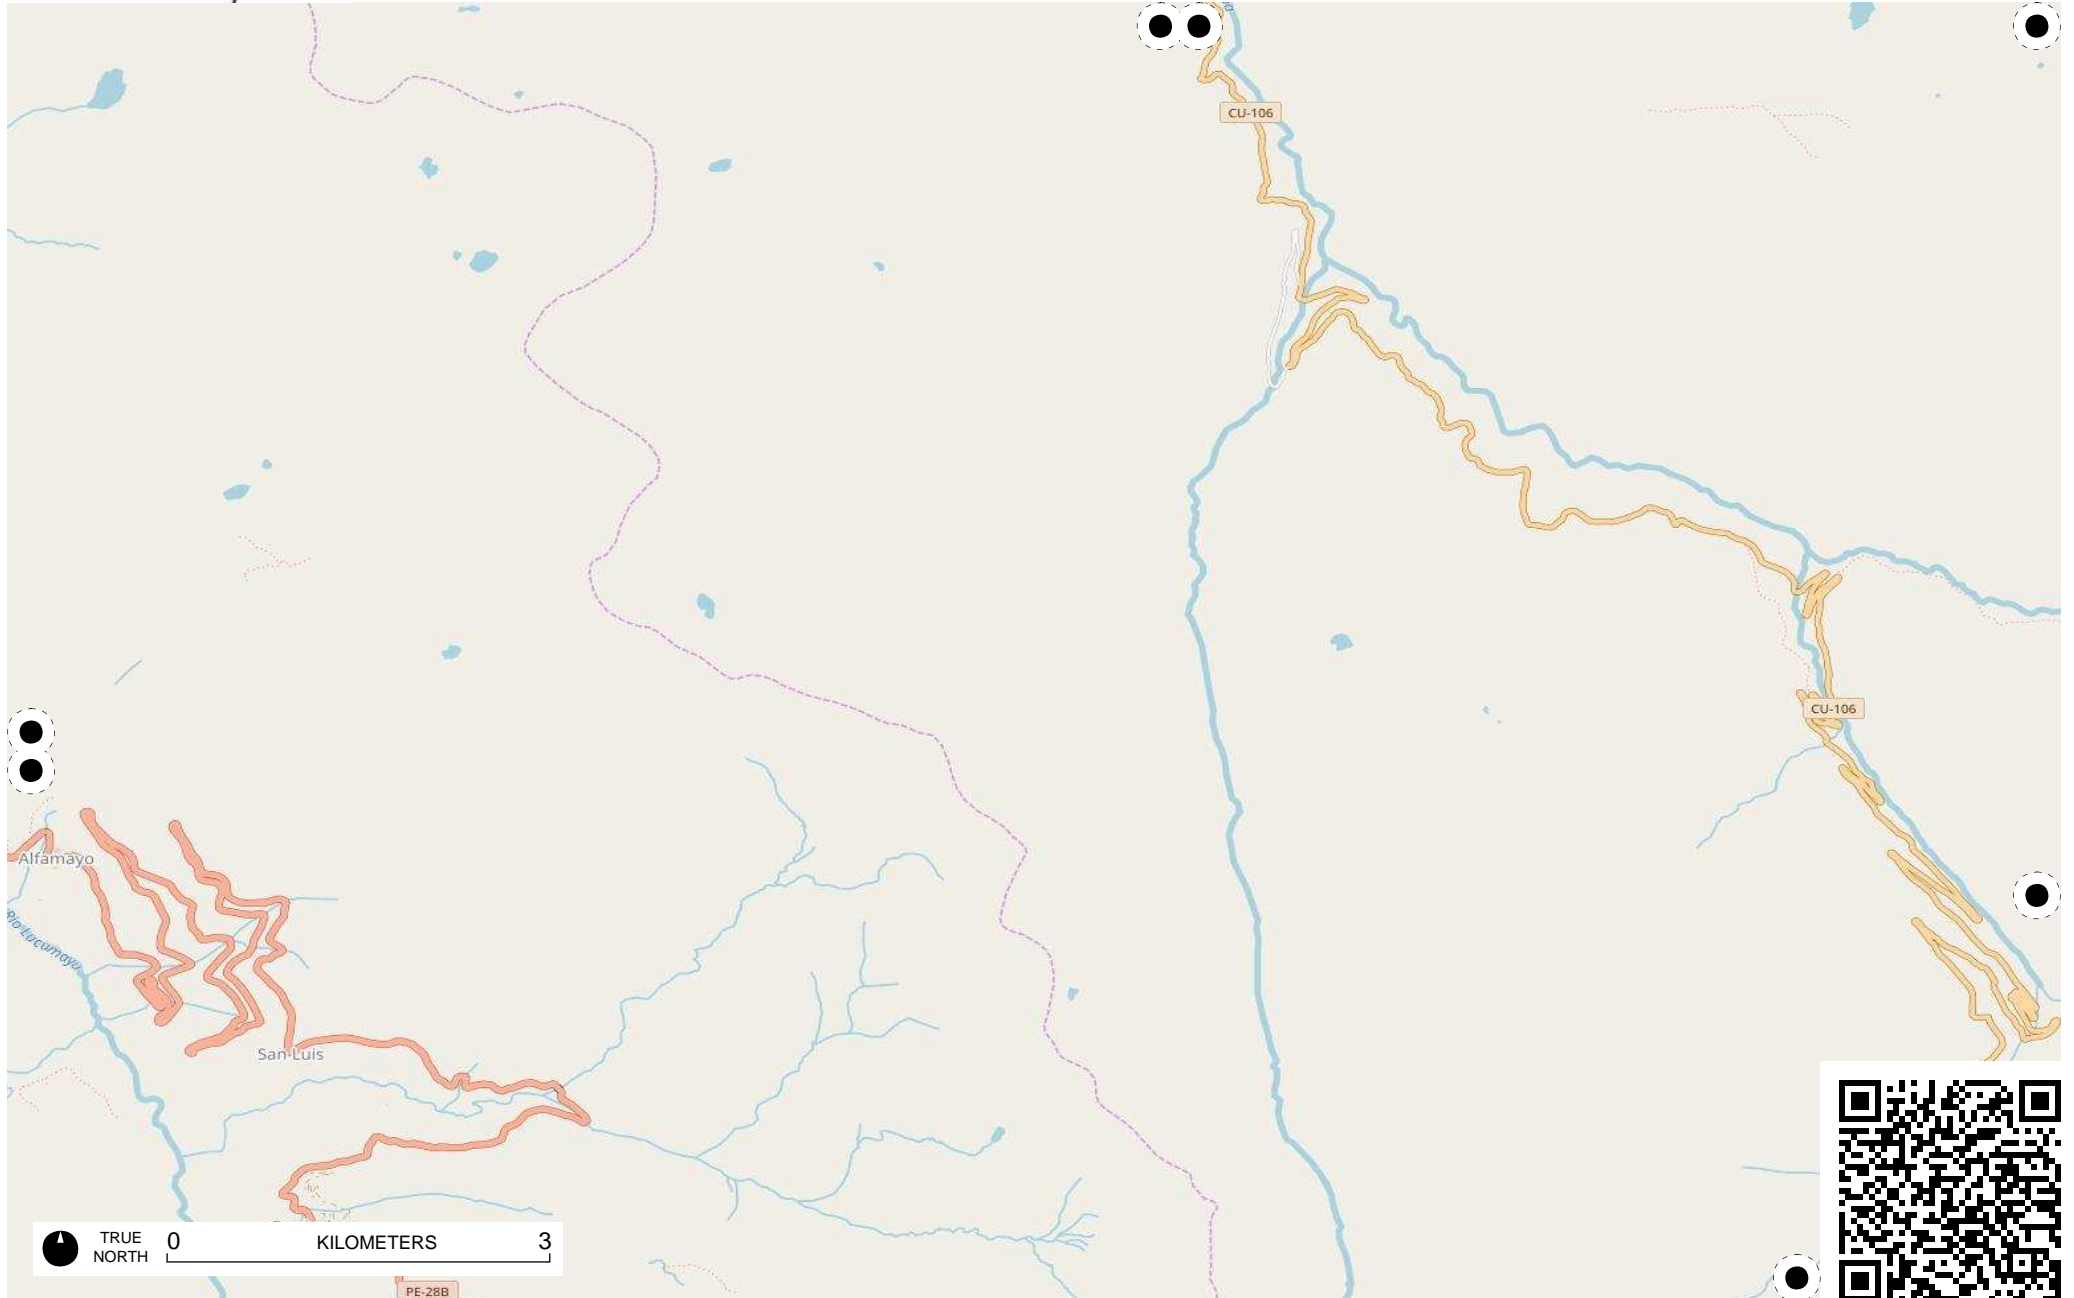 CU-106
CU-106
Alfamayo
Río Lucumayo
San Luis
TRUE
NORTH
0 KILOMETERS 3
PE-28B